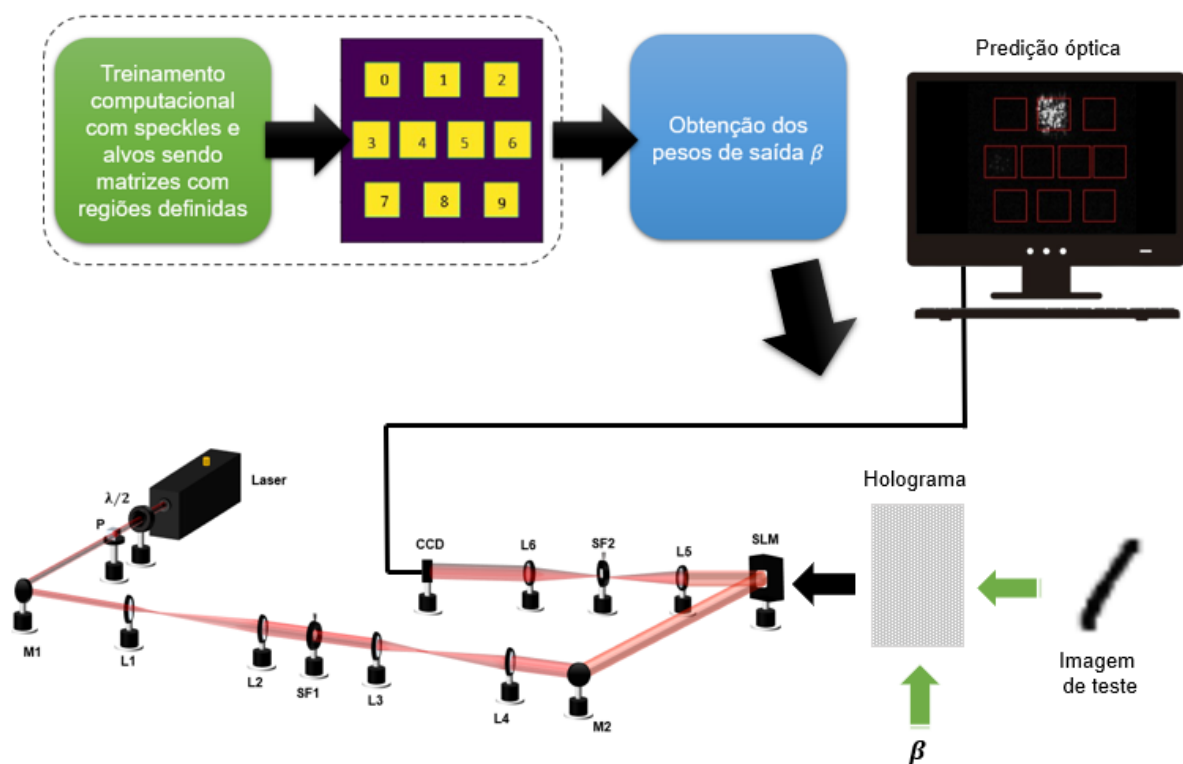 Treinamento
computacional
com speckles e
alvos sendo
matrizes com
regiões definidas
0 1 2
3 4 5 6
7 8 9
Obtenção dos
pesos de saída β
Predição óptica
Laser
λ/2
P
M1
L1
L2
SF1
L3
L4
M2
CCD
L6
SF2
L5
SLM
Holograma
Imagem
de teste
β